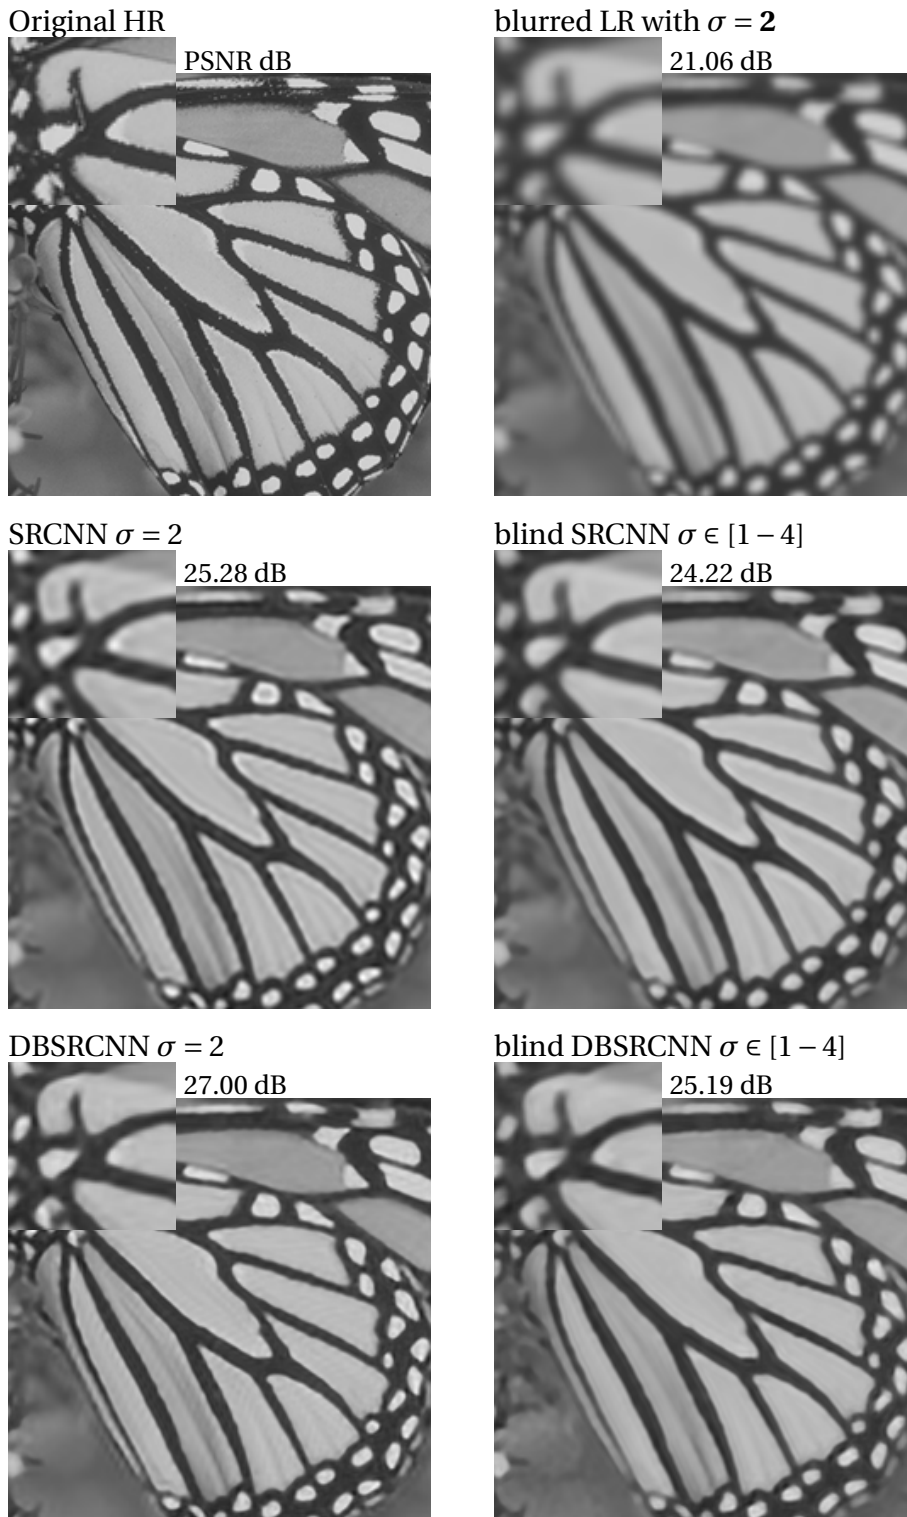 Original HR
PSNR dB
blurred LR with σ = 2
21.06 dB
SRCNN σ = 2
25.28 dB
blind SRCNN σ ∈ [1 − 4]
24.22 dB
DBSRCNN σ = 2
27.00 dB
blind DBSRCNN σ ∈ [1 − 4]
25.19 dB